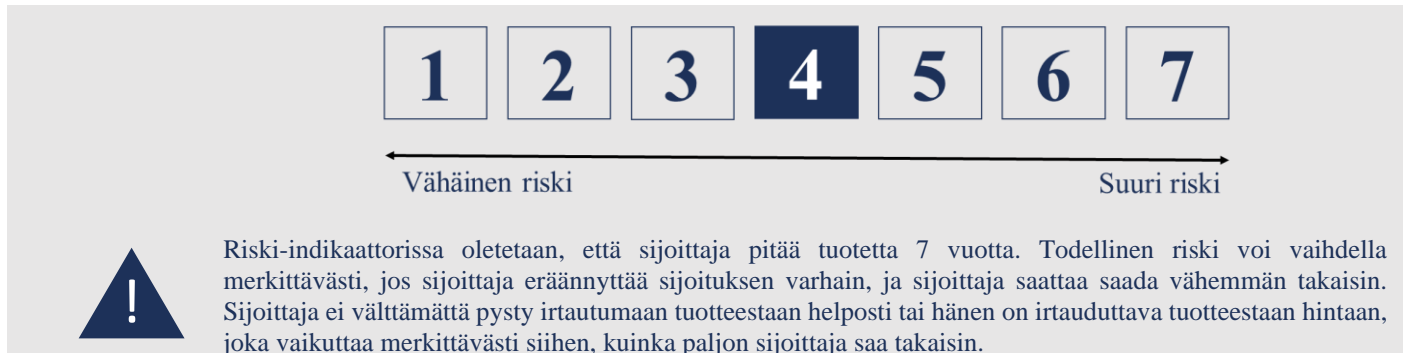 1 2 3 4 5 6 7
Vähäinen riski Suuri riski
!
Riski-indikaattorissa oletetaan, että sijoittaja pitää tuotetta 7 vuotta. Todellinen riski voi vaihdella
merkittävästi, jos sijoittaja eräännyttää sijoituksen varhain, ja sijoittaja saattaa saada vähemmän takaisin.
Sijoittaja ei välttämättä pysty irtautumaan tuotteestaan helposti tai hänen on irtauduttava tuotteestaan hintaan,
joka vaikuttaa merkittävästi siihen, kuinka paljon sijoittaja saa takaisin.